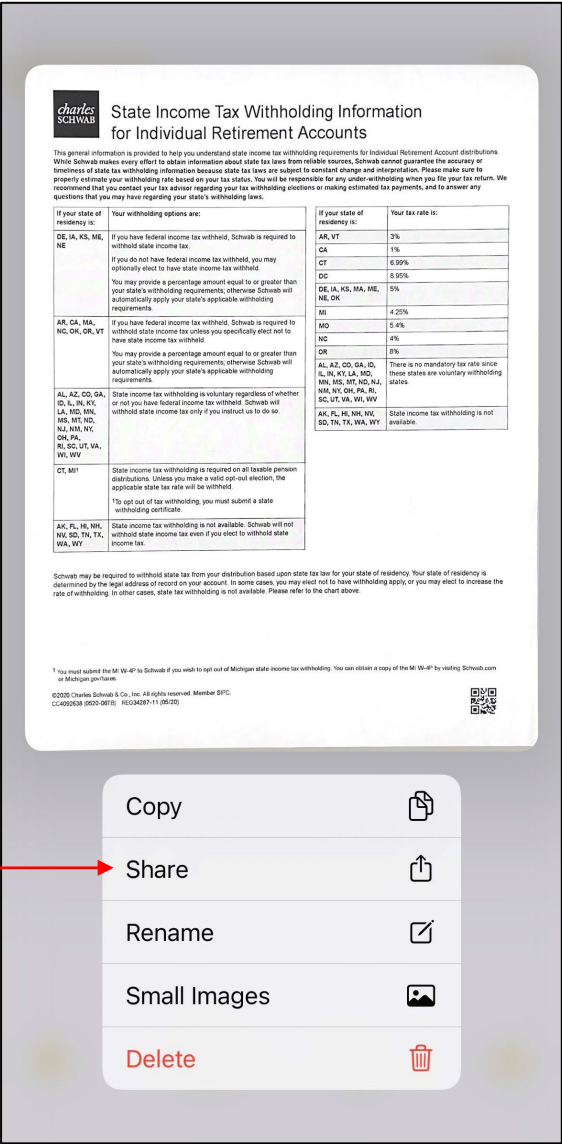 charles
SCHWAB
State Income Tax Withholding Information
for Individual Retirement Accounts
This general information is provided to help you understand state income tax withholding requirements for Individual Retirement Account distributions.
While Schwab makes every effort to obtain information about state tax laws from reliable sources, Schwab cannot guarantee the accuracy or
timeliness of state tax withholding information because state tax laws are subject to constant change and interpretation. Please make sure to
properly estimate your withholding rate based on your tax status. You will be responsible for any under-withholding when you file your tax return. We
recommend that you contact your tax advisor regarding your tax withholding elections or making estimated tax payments, and to answer any
questions that you may have regarding your state's withholding laws.
If your state of
residency is:
Your withholding options are:
DE, IA, KS, ME,
NE
If you have federal income tax withheld, Schwab is required to
withhold state income tax.
If you do not have federal income tax withheld, you may
optionally elect to have state income tax withheld.
You may provide a percentage amount equal to or greater than
your state's withholding requirements; otherwise Schwab will
automatically apply your state's applicable withholding
requirements
AR, CA, MA,
NC, OK, OR, VT
If you have federal income tax withheld, Schwab is required to
withhold state income tax unless you specifically elect not to
have state income tax withheld.
You may provide a percentage amount equal to or greater than
your state's withholding requirements; otherwise Schwab will
automatically apply your state's applicable withholding
requirements.
AL, AZ, CO, GA,
ID, IL, IN, KY,
LA, MD, MN,
MS, MT, ND,
NJ, NM, NY,
OH, PA,
RI, SC, UT, VA,
WI, WV
State income tax withholding is voluntary regardless of whether
or not you have federal income tax withheld. Schwab will
withhold state income tax only if you instruct us to do so.
CT, MI¹
State income tax withholding is required on all taxable pension
distributions. Unless you make a valid opt-out election, the
applicable state tax rate will be withheld.
¹To opt out of tax withholding, you must submit a state
withholding certificate.
AK, FL, HI, NH,
NV, SD, TN, TX,
WA, WY
State income tax withholding is not available. Schwab will not
withhold state income tax even if you elect to withhold state
income tax.
If your state of
residency is:
Your tax rate is:
AR, VT
3%
CA
1%
CT
6.99%
DC
8.95%
DE, IA, KS, MA, ME,
NE, OK
5%
MI
4.25%
MO
5.4%
NC
4%
OR
8%
AL, AZ, CO, GA, ID,
IL, IN, KY, LA, MD,
MN, MS, MT, ND, NJ,
NM, NY, OH, PA, RI,
SC, UT, VA, WI, WV
There is no mandatory tax rate since
these states are voluntary withholding
states.
AK, FL, HI, NH, NV,
SD, TN, TX, WA, WY
State income tax withholding is not
available.
Schwab may be required to withhold state tax from your distribution based upon state tax law for your state of residency. Your state of residency is
determined by the legal address of record on your account. In some cases, you may elect not to have withholding apply, or you may elect to increase the
rate of withholding. In other cases, state tax withholding is not available. Please refer to the chart above.
¹ You must submit the MI W-4P to Schwab if you wish to opt out of Michigan state income tax withholding. You can obtain a copy of the MI W-4P by visiting Schwab.com
or Michigan.gov/taxes.
©2020 Charles Schwab & Co., Inc. All rights reserved. Member SIPC.
CC4092638 (0520-06TB) REG34287-11 (05/20)
Copy
Share
Rename
Small Images
Delete